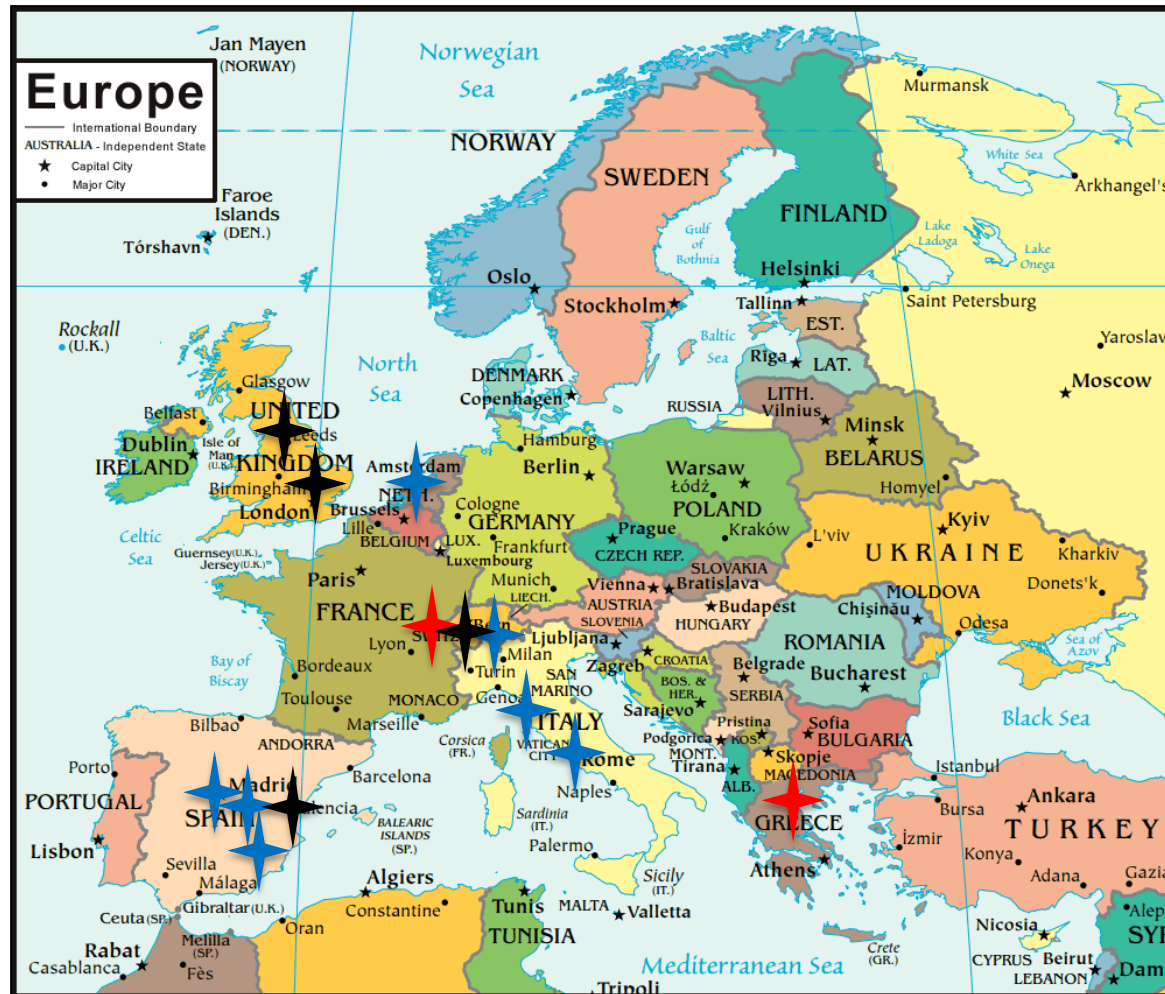 Jan Mayen
(NORWAY)
Norwegian
Sea
Europe
International Boundary
AUSTRALIA - Independent State
Capital City
Major City
Murmansk
NORWAY
White Sea
SWEDEN
Arkhangel's
Faroe
Islands
(DEN.)
Tórshavn
FINLAND
Gulf
of
Bothnia
Lake
Ladoga
Lake
Onega
Oslo
Helsinki
Stockholm
Tallinn
Saint Petersburg
EST.
Rockall
(U.K.)
Baltic
Sea
Yaroslav
North
Sea
Rīga
LAT.
DENMARK
Copenhagen
Moscow
Glasgow
LITH.
Vilnius
RUSSIA
UNITED
KINGDOM
Leeds
Belfast
Minsk
BELARUS
Dublin
IRELAND
Isle of
Man
(U.K.)
Hamburg
Amsterdam
NETH.
Berlin
Warsaw
Łódź
POLAND
Homyel
Birmingham
London
Cologne
Brussels
GERMANY
Lille
BELGIUM
LUX.
Luxembourg
Frankfurt
Prague
CZECH REP.
Kraków
L'viv
Kyiv
UKRAINE
Kharkiv
Celtic
Sea
Guernsey (U.K.)
Jersey (U.K.)
Paris
SLOVAKIA
Munich
LIECH.
Vienna
Bratislava
Donets'k
MOLDOVA
Chişinău
FRANCE
AUSTRIA
SLOVENIA
Budapest
HUNGARY
Bern
Odesa
Lyon
Ljubljana
ROMANIA
Sea of
Azov
Milan
Turin
Zagreb
CROATIA
Bay of
Biscay
Bordeaux
Belgrade
Bucharest
SAN
MARINO
BOS. &
HER.
SERBIA
Toulouse
MONACO
Genoa
Sarajevo
Black Sea
Bilbao
Marseille
ITALY
Pristina
KOS.
Sofia
BULGARIA
ANDORRA
Corsica
(FR.)
VATICAN
CITY
Rome
Podgorica
MONT.
Skopje
Tirana
MACEDONIA
Porto
Barcelona
Istanbul
Madrid
ALB.
Naples
Bursa
Ankara
PORTUGAL
SPAIN
BALEARIC
ISLANDS
(SP.)
Sardinia
(IT.)
GREECE
TURKEY
Lisbon
Palermo
İzmir
Konya
Sevilla
Sicily
(IT.)
Athens
Adana
Málaga
Algiers
Gibraltar (U.K.)
Ceuta (SP.)
Constantine
Tunis
MALTA
Valletta
Oran
Nicosia
CYPRUS
Melilla
(SP.)
Rabat
TUNISIA
Crete
(GR.)
Beirut
LEBANON
Casablanca
Fès
Mediterranean Sea
Tripoli